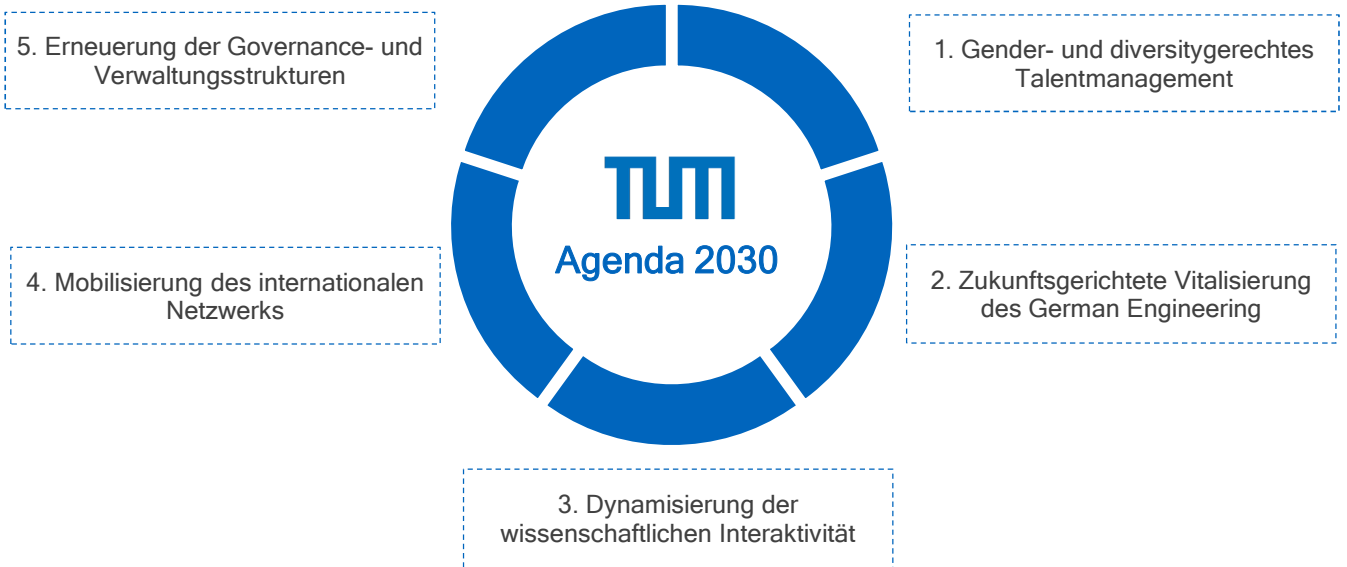 5. Erneuerung der Governance- und
Verwaltungsstrukturen
1. Gender- und diversitygerechtes
Talentmanagement
TUM
Agenda 2030
4. Mobilisierung des internationalen
Netzwerks
2. Zukunftsgerichtete Vitalisierung
des German Engineering
3. Dynamisierung der
wissenschaftlichen Interaktivität